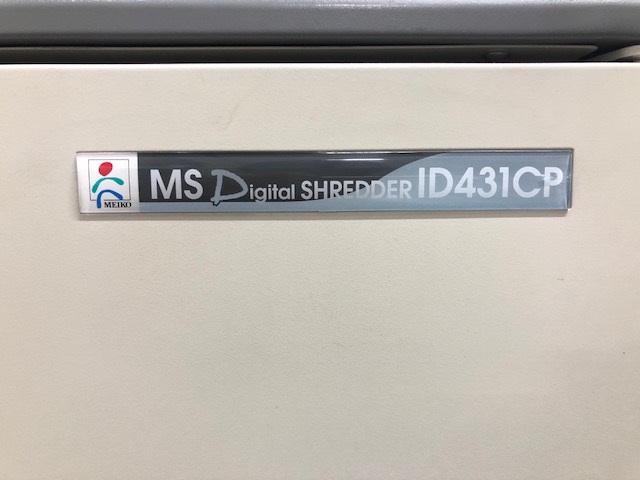 MEIKO
MS Digital SHREDDER ID431CP